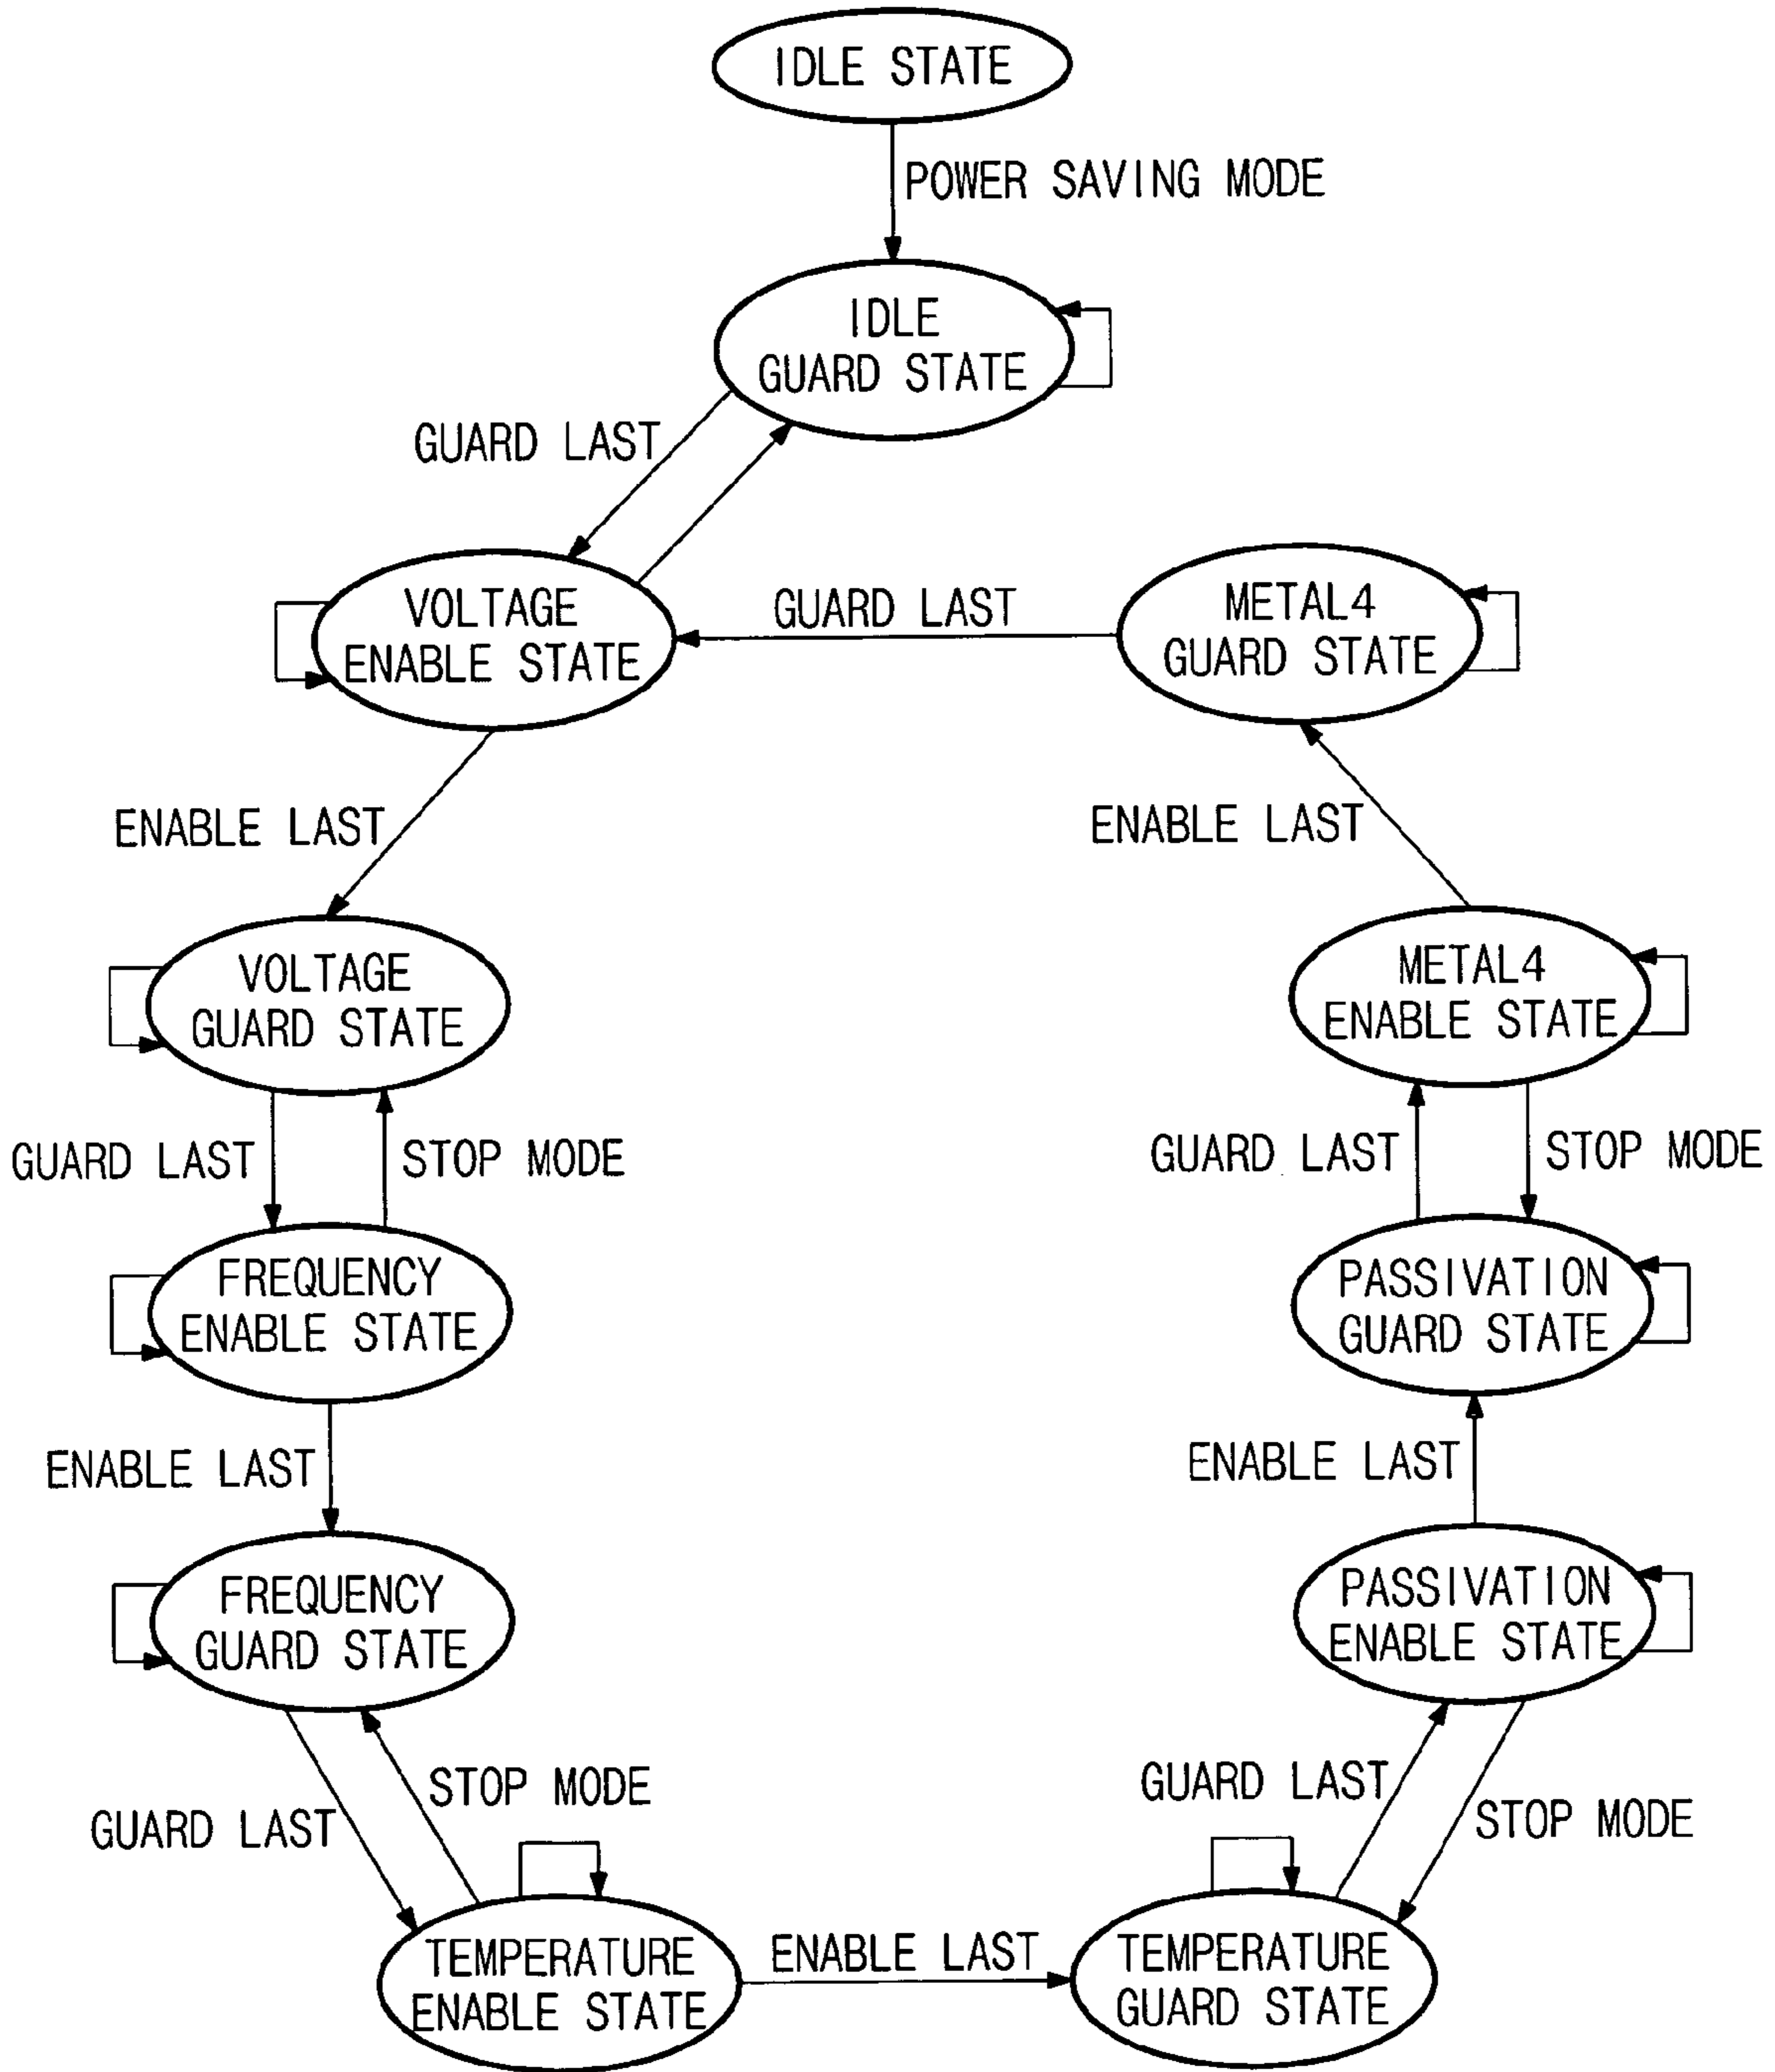 IDLE STATE
POWER SAVING MODE
IDLE
GUARD STATE
GUARD LAST
VOLTAGE
ENABLE STATE
GUARD LAST
METAL4
GUARD STATE
ENABLE LAST
ENABLE LAST
VOLTAGE
GUARD STATE
METAL4
ENABLE STATE
GUARD LAST
STOP MODE
GUARD LAST
STOP MODE
FREQUENCY
ENABLE STATE
PASSIVATION
GUARD STATE
ENABLE LAST
ENABLE LAST
FREQUENCY
GUARD STATE
PASSIVATION
ENABLE STATE
GUARD LAST
STOP MODE
GUARD LAST
STOP MODE
TEMPERATURE
ENABLE STATE
ENABLE LAST
TEMPERATURE
GUARD STATE